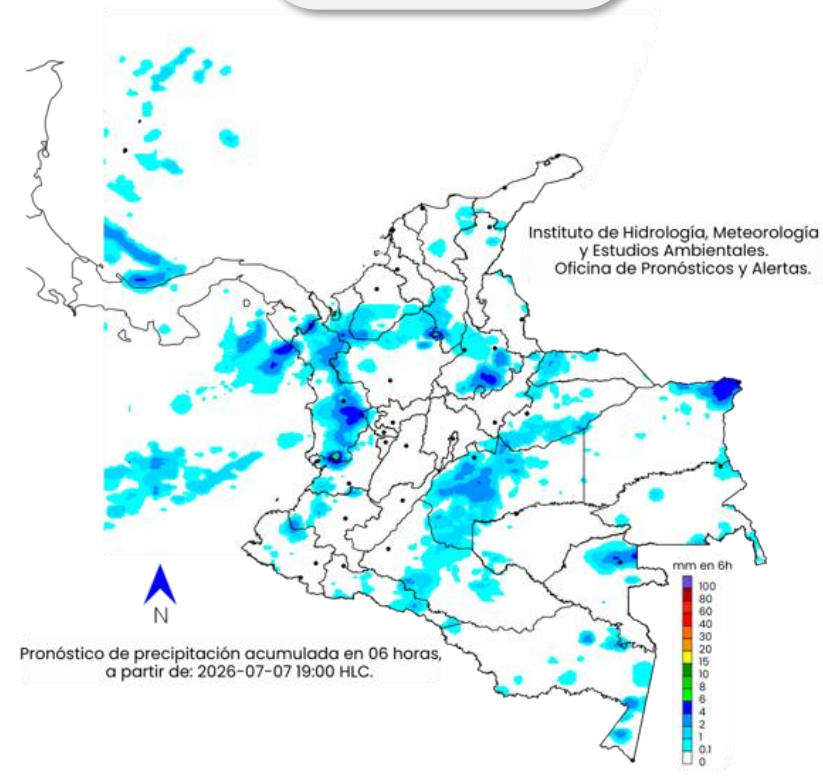 Instituto de Hidrología, Meteorología
y Estudios Ambientales.
Oficina de Pronósticos y Alertas.
mm en 6h
100
80
60
40
30
20
15
10
8
6
4
2
1
0.1
0
N
Pronóstico de precipitación acumulada en 06 horas,
a partir de: 2026-07-07 19:00 HLC.